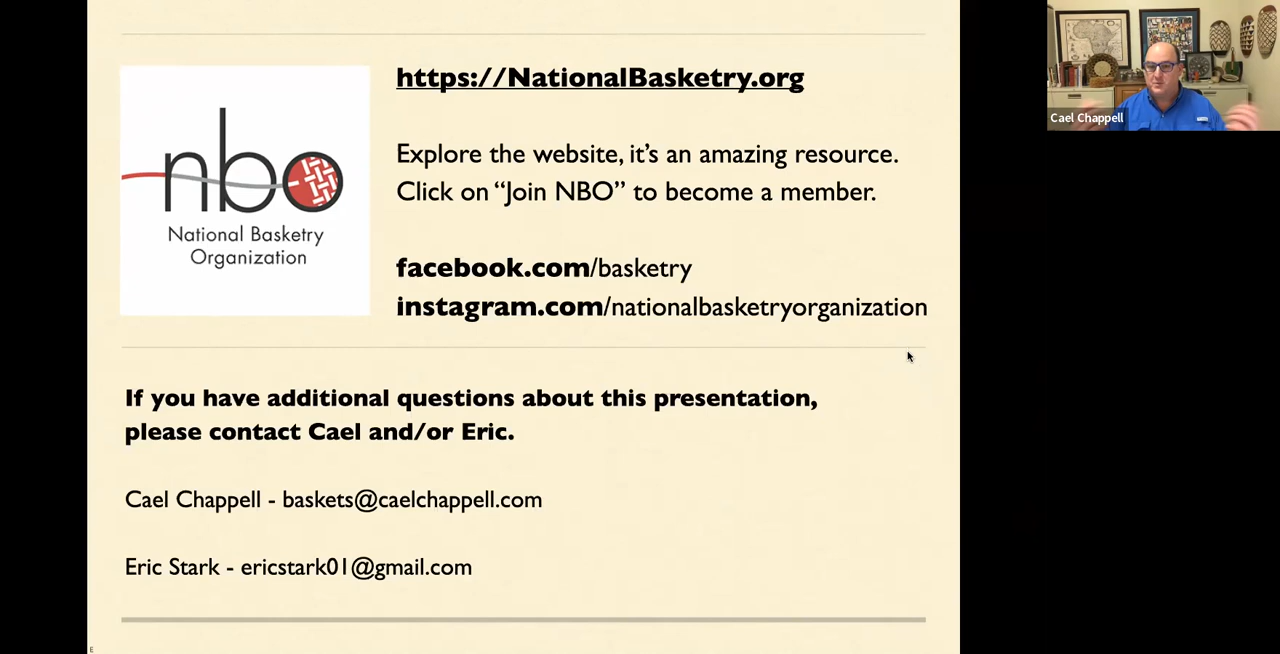 https://NationalBasketry.org
nbo
National Basketry
Organization
Explore the website, it’s an amazing resource.
Click on “Join NBO” to become a member.
facebook.com/basketry
instagram.com/nationalbasketryorganization
If you have additional questions about this presentation,
please contact Cael and/or Eric.
Cael Chappell - baskets@caelchappell.com
Eric Stark - ericstark01@gmail.com
E
Cael Chappell